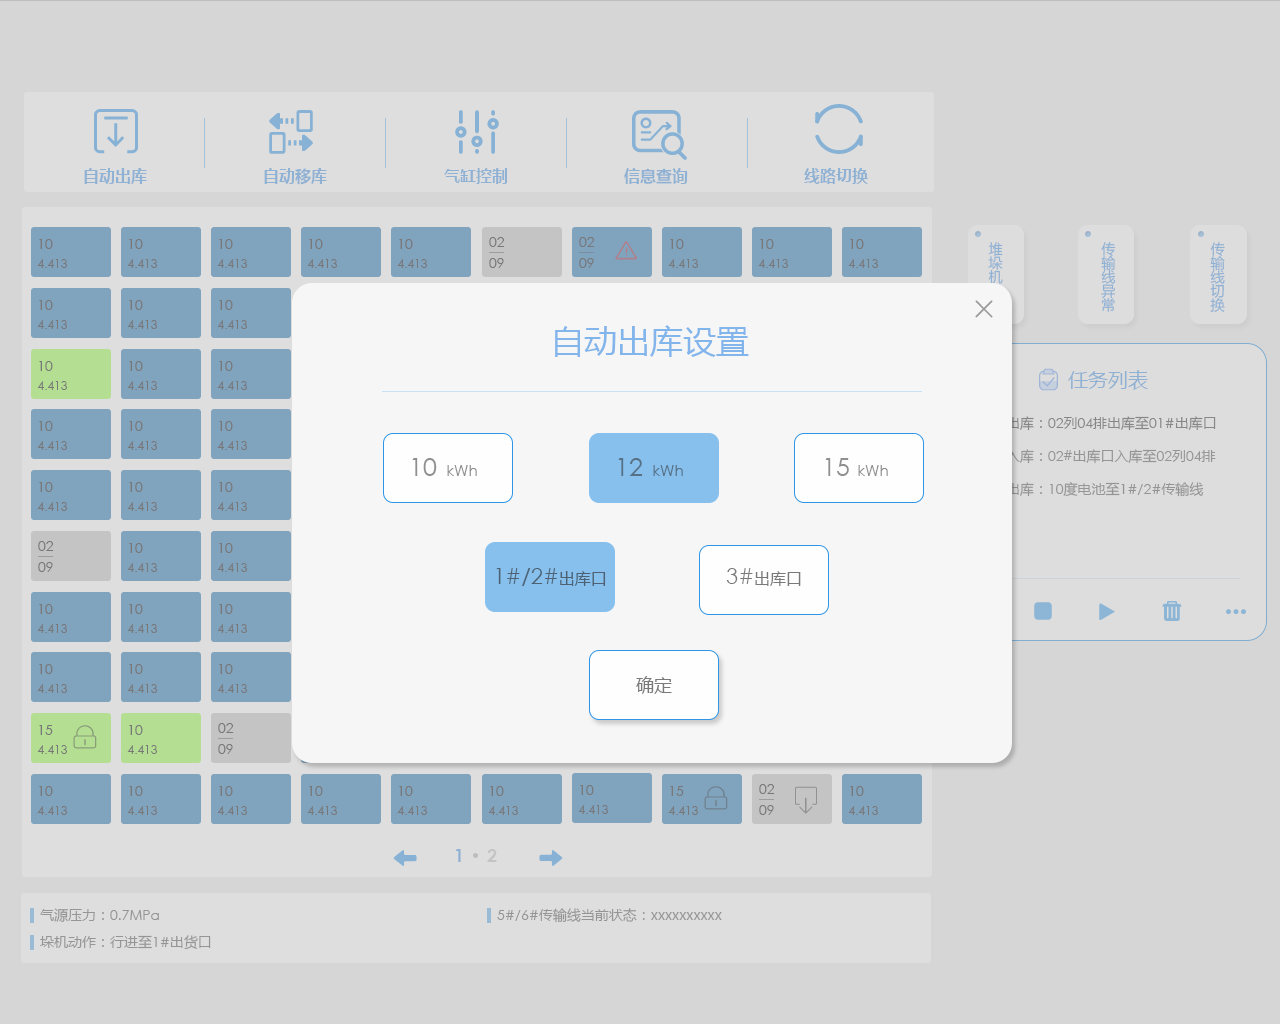 自动出库 自动移库 气缸控制 信息查询 线路切换
10 10 10 10 10 02 02 10 10 10
4.413 4.413 4.413 4.413 4.413 09 09 4.413 4.413 4.413
堆垛机
传输线异常
传输线切换
10 10 10
4.413 4.413 4.413
10 10 10
4.413 4.413 4.413
10 10 10
4.413 4.413 4.413
10 10 10
4.413 4.413 4.413
02 10 10
09 4.413 4.413
10 10 10
4.413 4.413 4.413
10 10 10
4.413 4.413 4.413
15 10 02
4.413 4.413 09
10 10 10 10 10 10 10 15 02 10
4.413 4.413 4.413 4.413 4.413 4.413 4.413 4.413 09 4.413
自动出库设置
10 kWh 12 kWh 15 kWh
1#/2#出库口 3#出库口
确定
任务列表
出库：02列04排出库至01#出库口
入库：02#出库口入库至02列04排
出库：10度电池至1#/2#传输线
1 • 2
气源压力：0.7MPa
5#/6#传输线当前状态：xxxxxxxxxx
垛机动作：行进至1#出货口